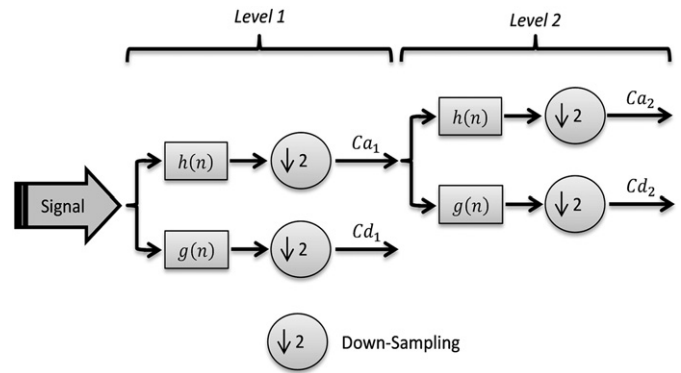 Level 1
Level 2
h(n) ↓2 Ca₂
h(n) ↓2 Ca₁
Signal
g(n) ↓2 Cd₂
g(n) ↓2 Cd₁
↓2 Down-Sampling